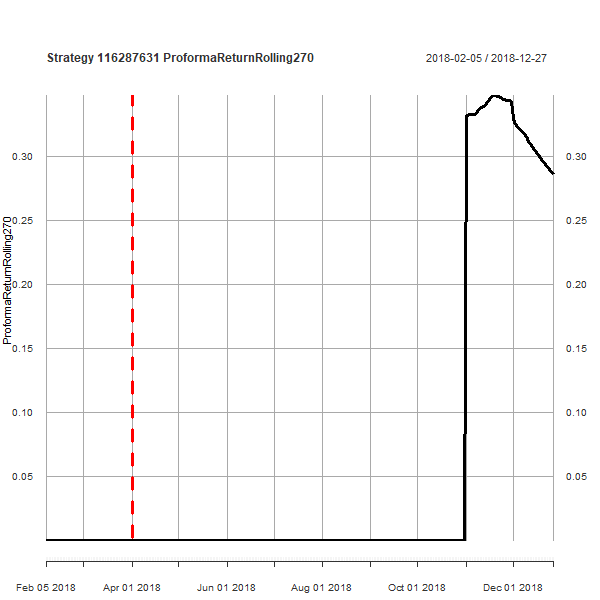 Strategy 116287631 ProformaReturnRolling270
2018-02-05 / 2018-12-27
ProformaReturnRolling270
0.30
0.25
0.20
0.15
0.10
0.05
0.30
0.25
0.20
0.15
0.10
0.05
Feb 05 2018
Apr 01 2018
Jun 01 2018
Aug 01 2018
Oct 01 2018
Dec 01 2018